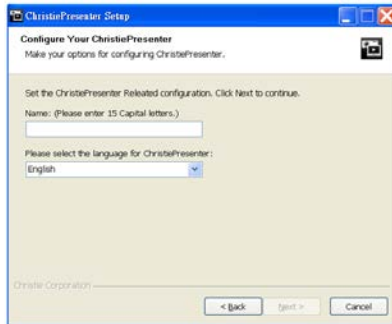 ChristiePresenter Setup
Configure Your ChristiePresenter
Make your options for configuring ChristiePresenter.
Set the ChristiePresenter Releated configuration. Click Next to continue.
Name: (Please enter 15 Capital letters.)
Please select the language for ChristiePresenter:
English
Christie Corporation
< Back
Next >
Cancel